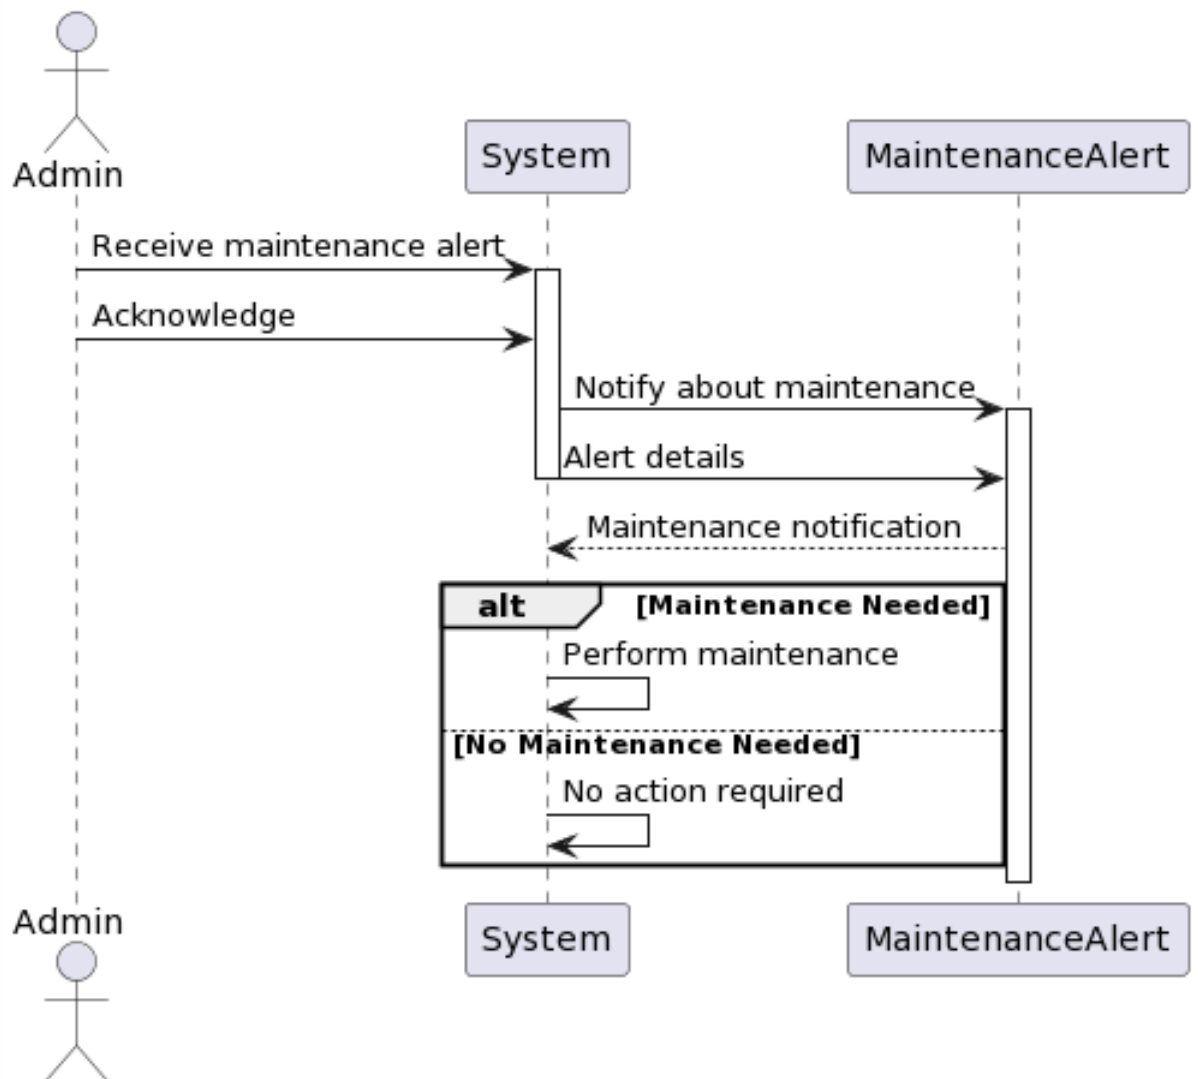 Admin
System
MaintenanceAlert
Receive maintenance alert
Acknowledge
Notify about maintenance
Alert details
Maintenance notification
alt
[Maintenance Needed]
Perform maintenance
[No Maintenance Needed]
No action required
Admin
System
MaintenanceAlert